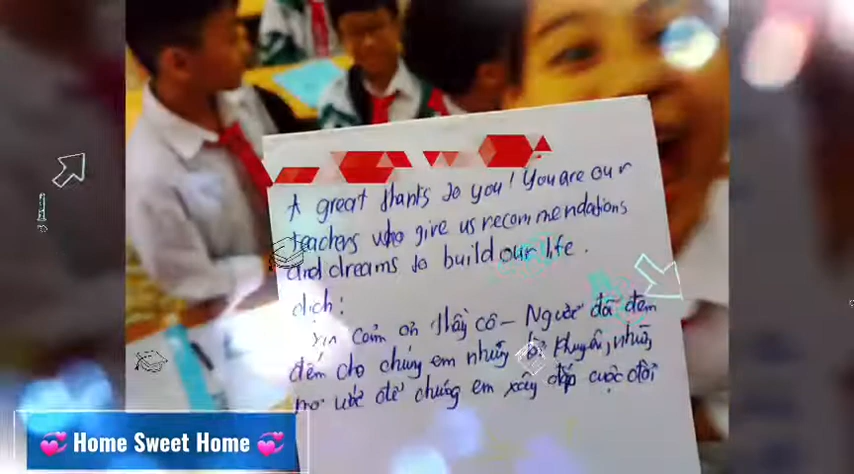 A great thanks to you! You are our
teachers who give us recommendations
and dreams to build our life.
dịch:
Xin cảm ơn thầy cô – Người đã đem
đến cho chúng em những khuyên, những
mơ ước để chúng em xây đắp cuộc đời
Home Sweet Home